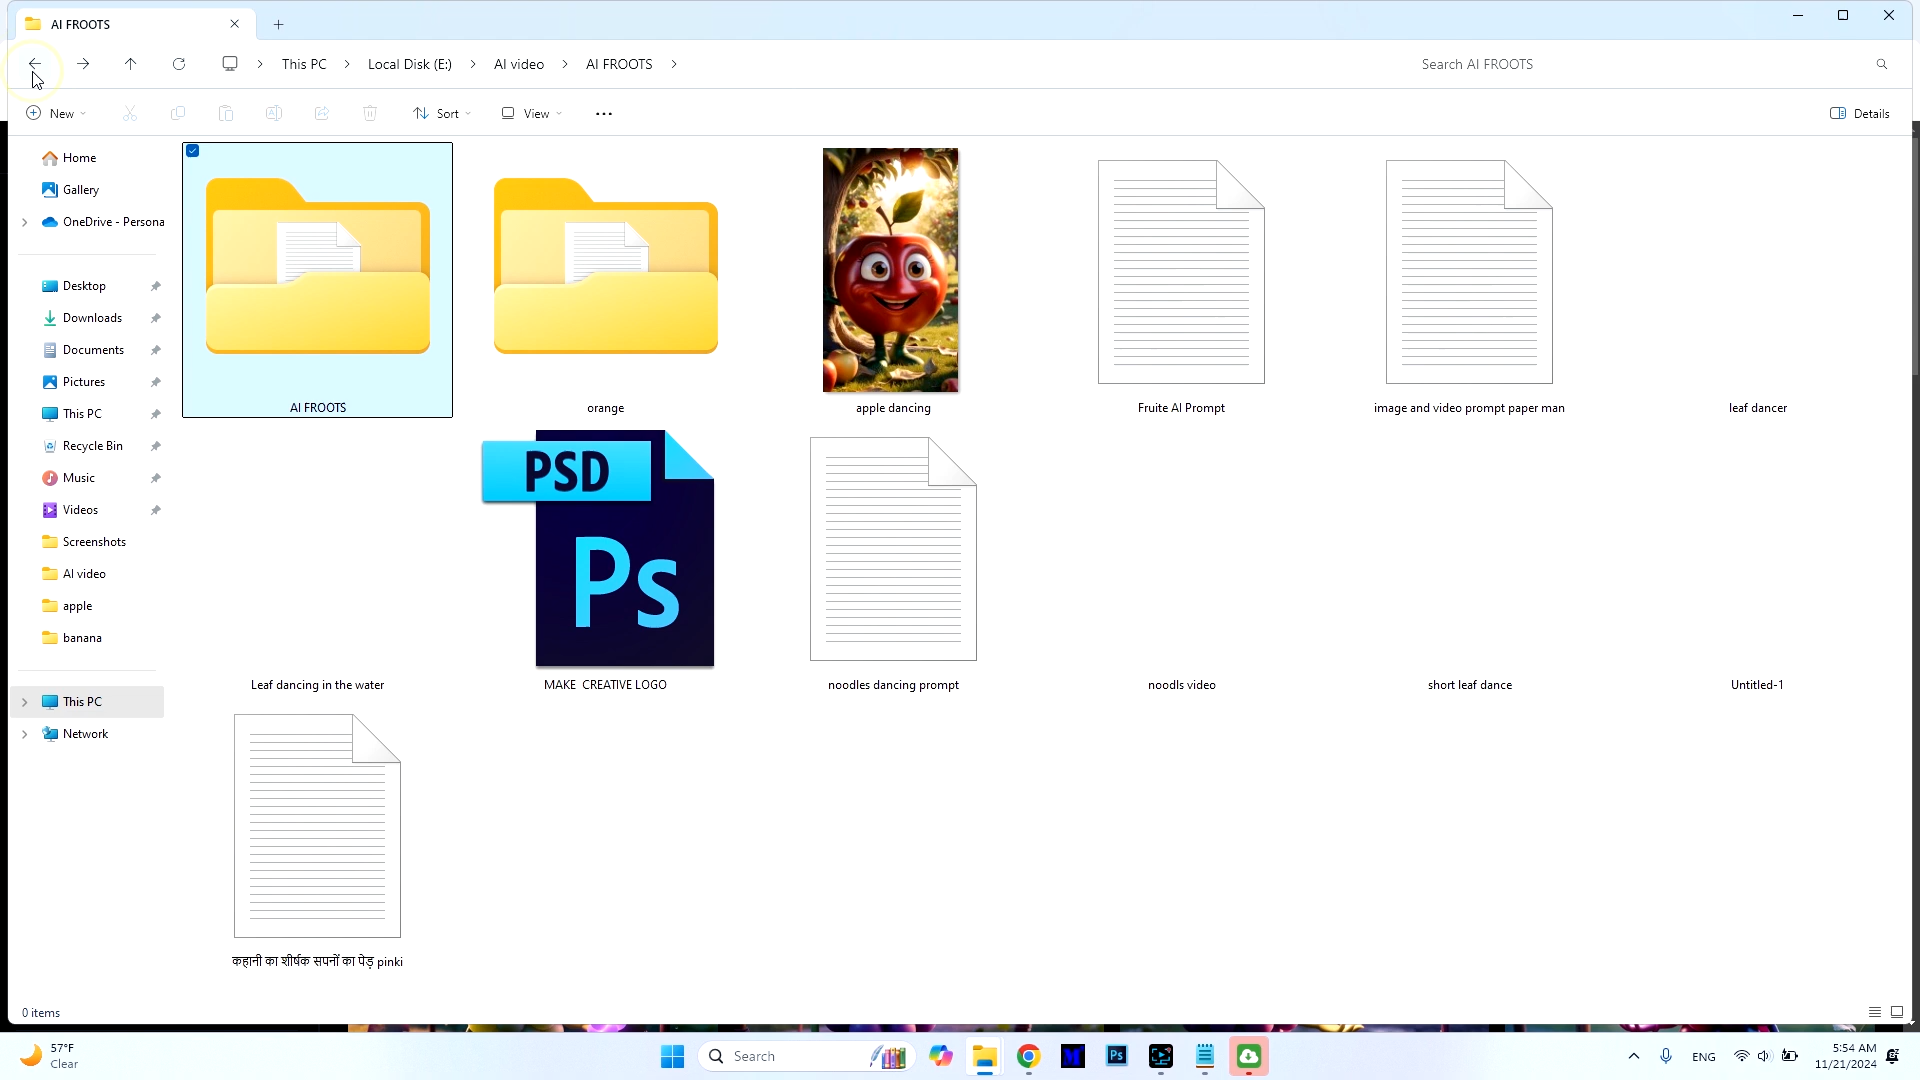 AI FROOTS
This PC
Local Disk (E:)
AI video
AI FROOTS
Search AI FROOTS
New
Sort
View
Details
Home
Gallery
OneDrive - Persona
Desktop
Downloads
Documents
Pictures
This PC
Recycle Bin
Music
Videos
Screenshots
AI video
apple
banana
This PC
Network
AI FROOTS
orange
apple dancing
Fruite AI Prompt
image and video prompt paper man
leaf dancer
PSD
Ps
Leaf dancing in the water
MAKE CREATIVE LOGO
noodles dancing prompt
noodls video
short leaf dance
Untitled-1
कहानी का शीर्षक सपनों का पेड़ pinki
0 items
57°F
Clear
Search
Ps
ENG
5:54 AM
11/21/2024